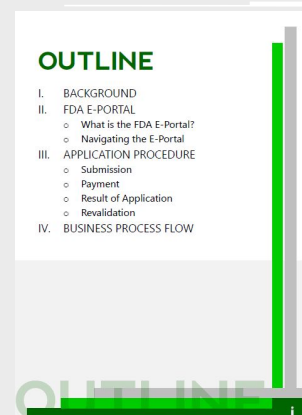 OUTLINE
I. BACKGROUND
II. FDA E-PORTAL
o What is the FDA E-Portal?
o Navigating the E-Portal
III. APPLICATION PROCEDURE
o Submission
o Payment
o Result of Application
o Revalidation
IV. BUSINESS PROCESS FLOW
OUTLINE
i